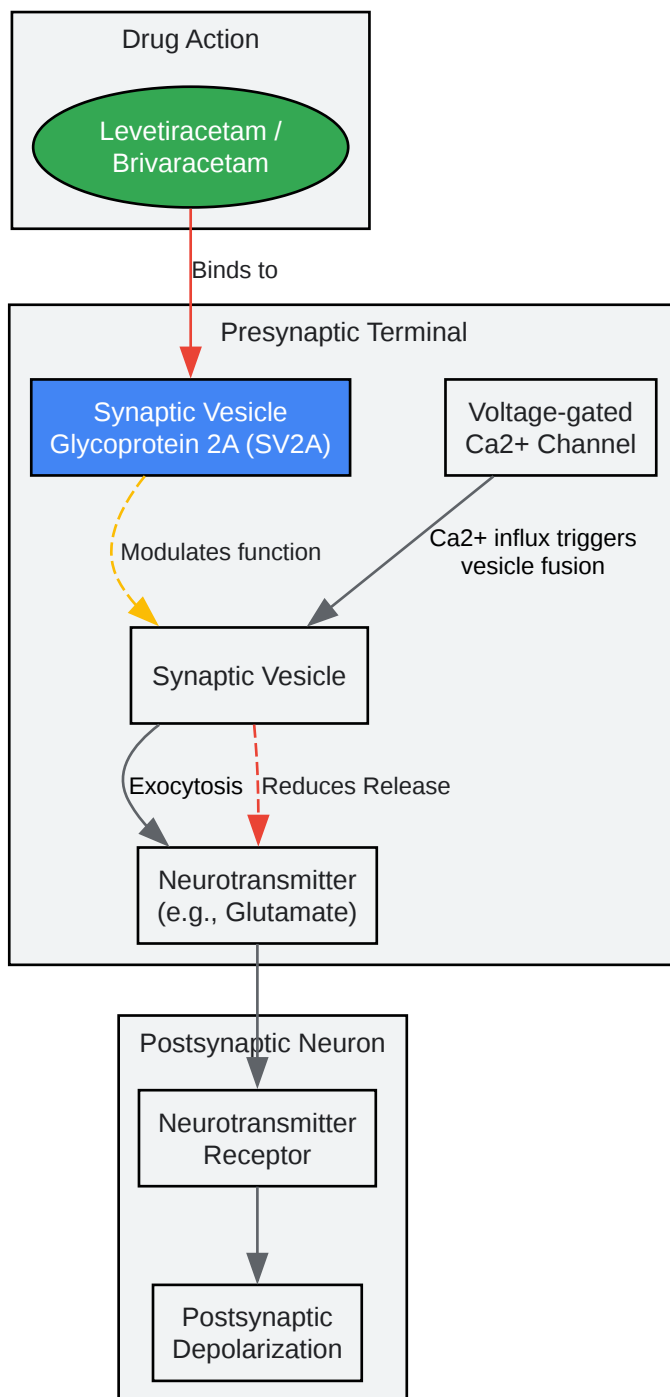 Drug Action
Levetiracetam /
Brivaracetam
Binds to
Presynaptic Terminal
Synaptic Vesicle
Glycoprotein 2A (SV2A)
Voltage-gated
Ca2+ Channel
Modulates function
Ca2+ influx triggers
vesicle fusion
Synaptic Vesicle
Exocytosis
Reduces Release
Neurotransmitter
(e.g., Glutamate)
Postsynaptic Neuron
Neurotransmitter
Receptor
Postsynaptic
Depolarization